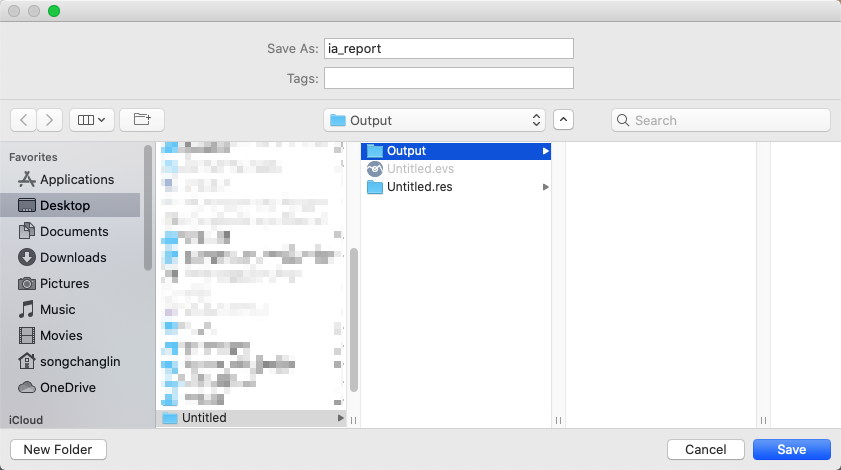 Save As: ia_report
Tags:
Output
Search
Favorites
Applications
Desktop
Documents
Downloads
Pictures
Music
Movies
songchanglin
OneDrive
iCloud
Untitled
Output
Untitled.evs
Untitled.res
New Folder
Cancel
Save